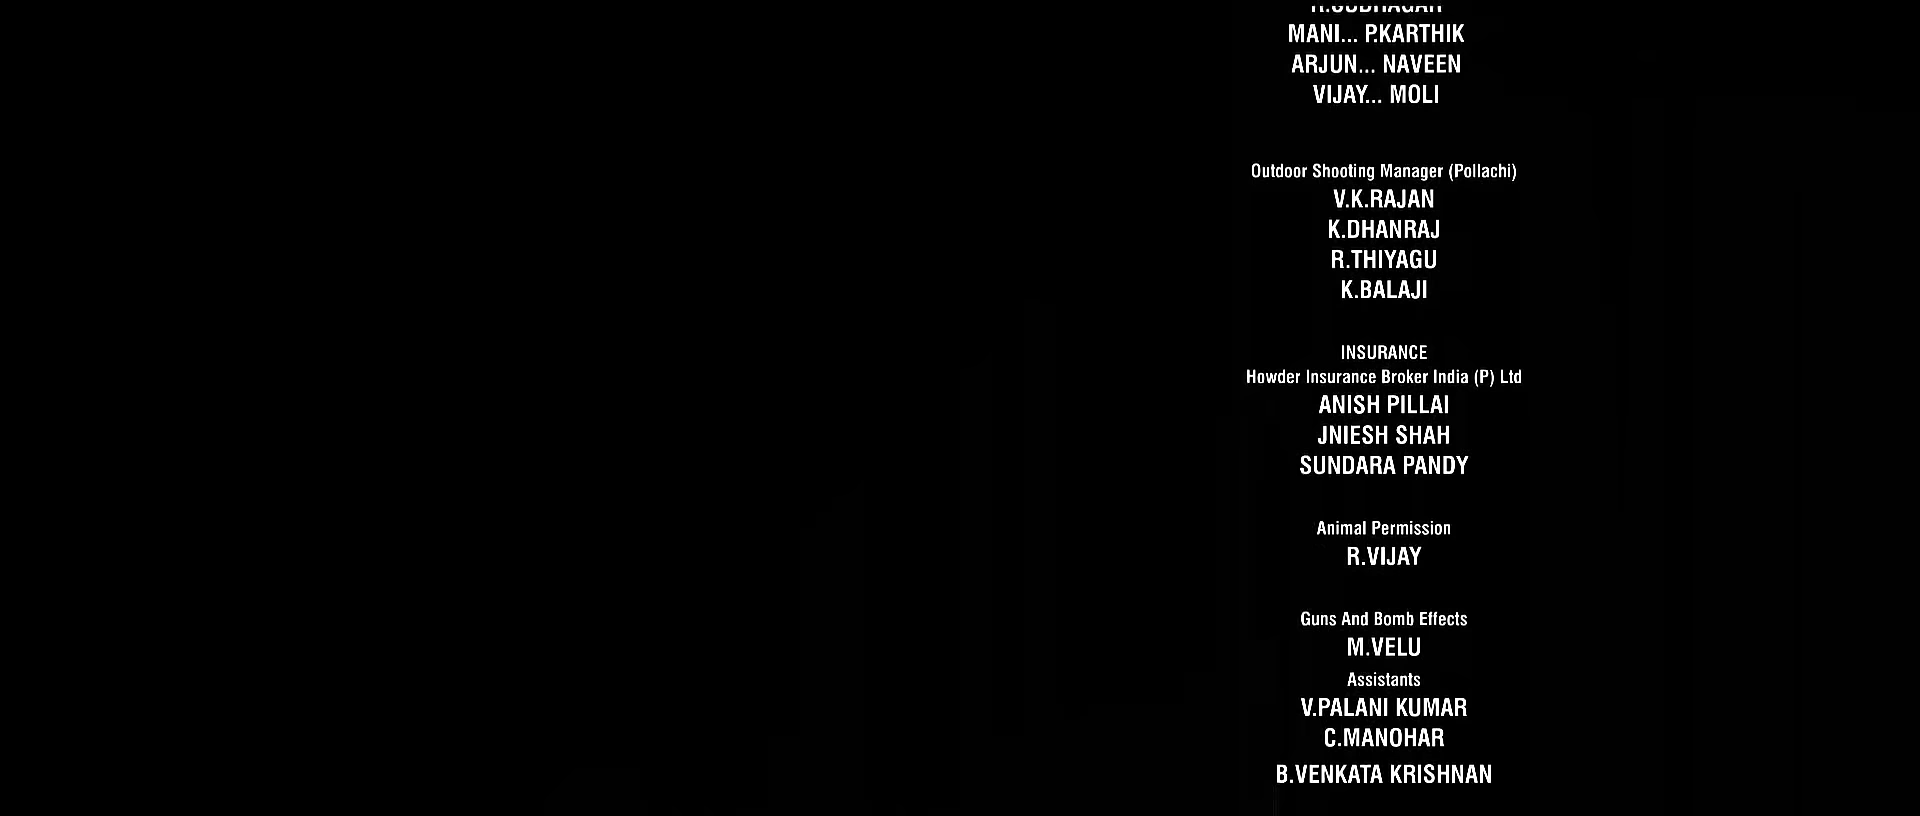 MANI... P.KARTHIK
ARJUN... NAVEEN
VIJAY... MOLI
Outdoor Shooting Manager (Pollachi)
V.K.RAJAN
K.DHANRAJ
R.THIYAGU
K.BALAJI
INSURANCE
Howder Insurance Broker India (P) Ltd
ANISH PILLAI
JNIESH SHAH
SUNDARA PANDY
Animal Permission
R.VIJAY
Guns And Bomb Effects
M.VELU
Assistants
V.PALANI KUMAR
C.MANOHAR
B.VENKATA KRISHNAN